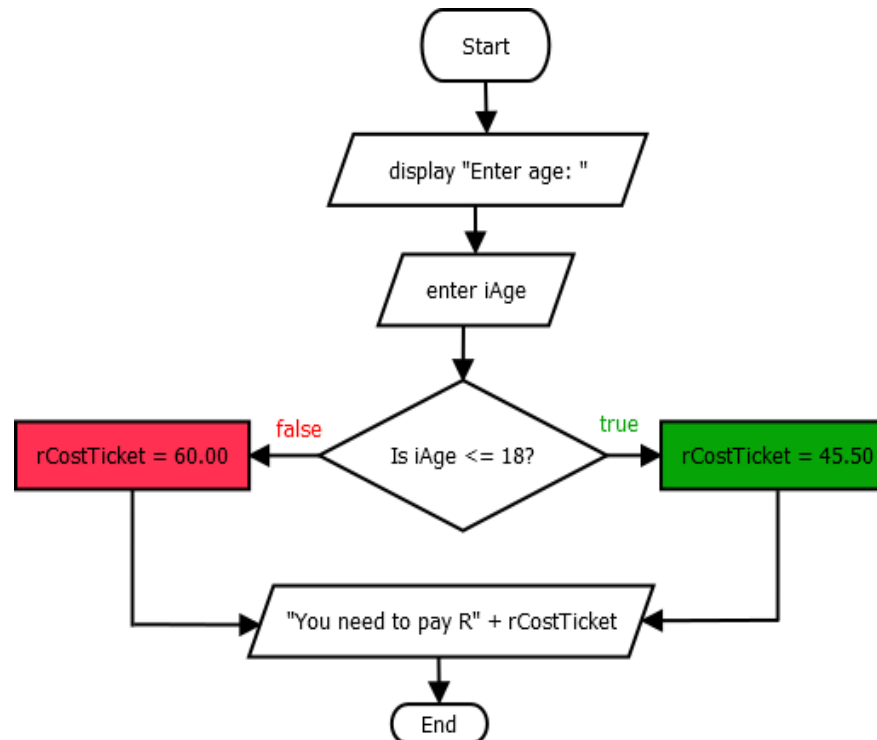 Start
display "Enter age: "
enter iAge
false
true
rCostTicket = 60.00
Is iAge <= 18?
rCostTicket = 45.50
"You need to pay R" + rCostTicket
End